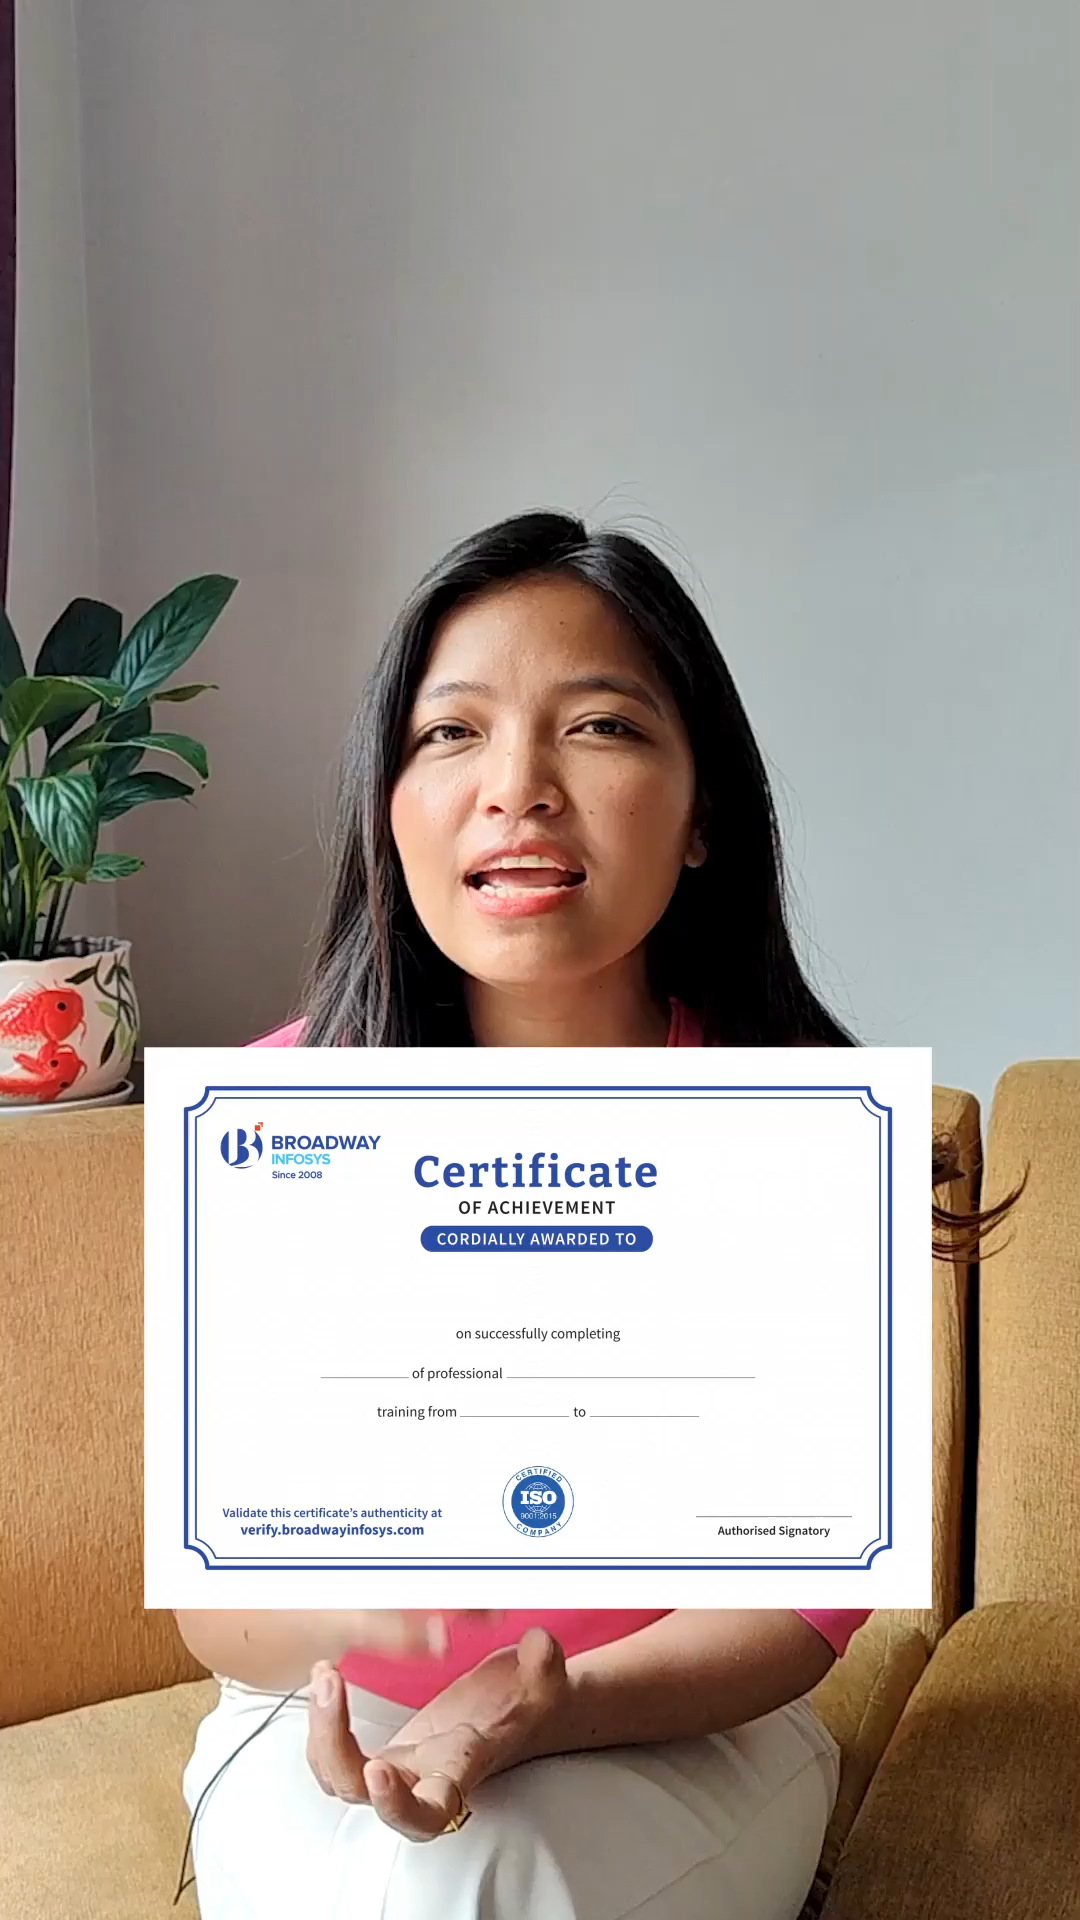 BROADWAY
INFOSYS
Since 2008
Certificate
OF ACHIEVEMENT
CORDIALLY AWARDED TO
on successfully completing
of professional
training from to
Validate this certificate's authenticity at
verify.broadwayinfosys.com
CERTIFIED
ISO
9001:2015
COMPANY
Authorised Signatory